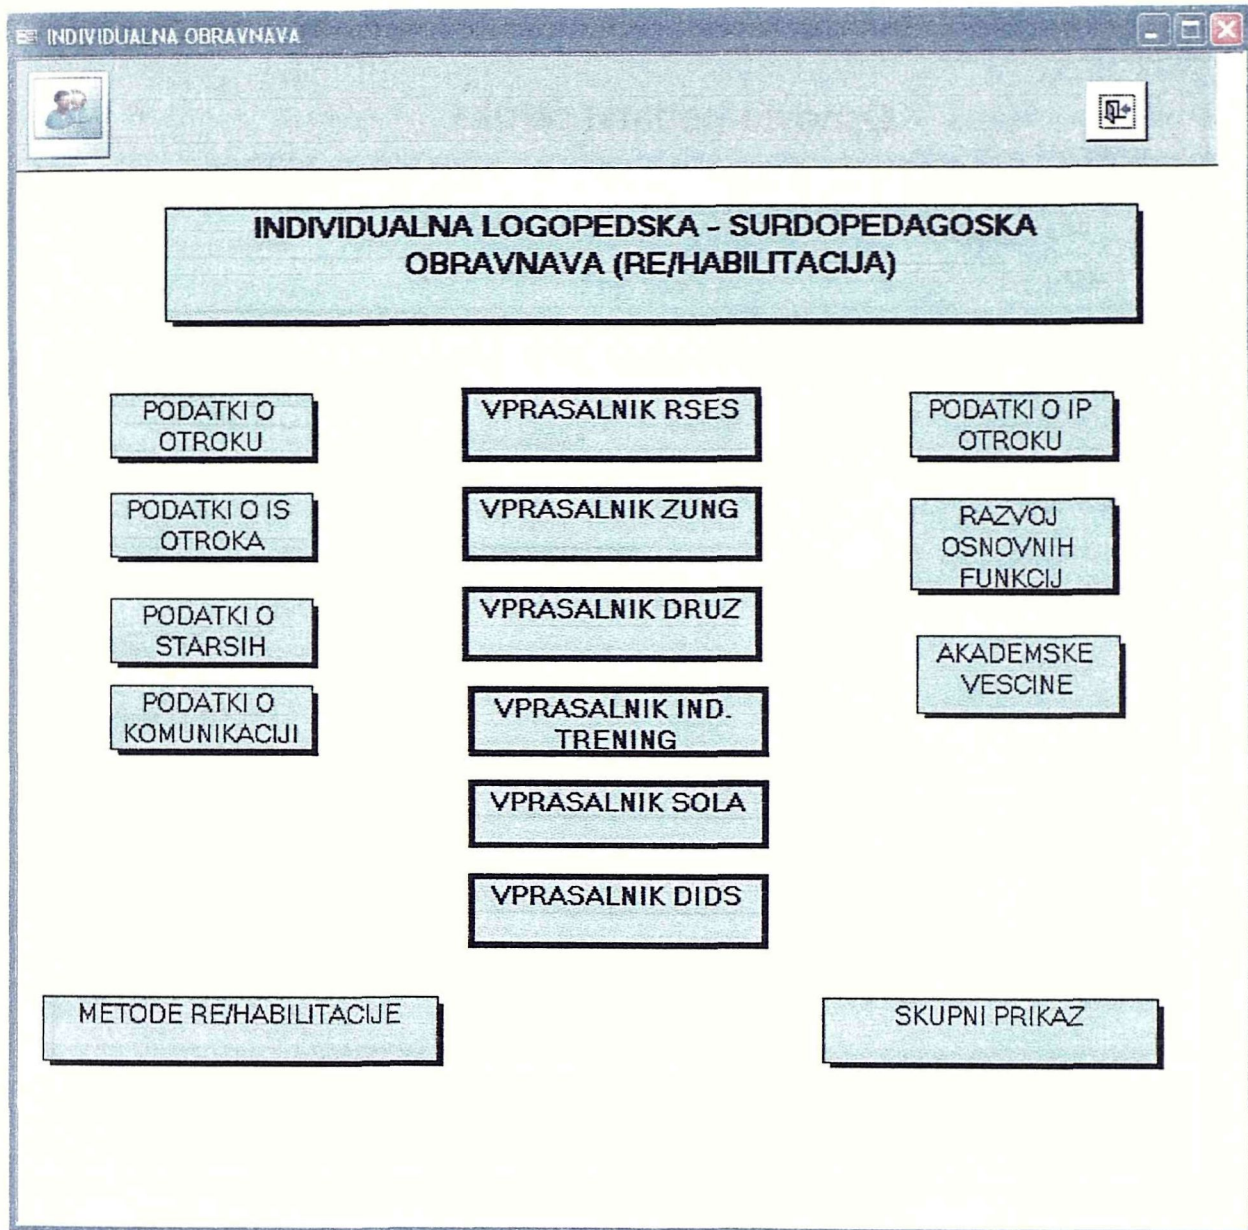 INDIVIDUALNA OBRAVNAVA
INDIVIDUALNA LOGOPEDSKA - SURDOPEDAGOSKA
OBRAVNAVA (RE/HABILITACIJA)
PODATKI O
OTROKU
PODATKI O IS
OTROKA
PODATKI O
STARSIH
PODATKI O
KOMUNIKACIJI
VPRASALNIK RSES
VPRASALNIK ZUNG
VPRASALNIK DRUZ
VPRASALNIK IND.
TRENING
VPRASALNIK SOLA
VPRASALNIK DIDS
PODATKI O IP
OTROKU
RAZVOJ
OSNOVNIH
FUNKCIJ
AKADEMSKE
VESCINE
METODE RE/HABILITACIJE
SKUPNI PRIKAZ